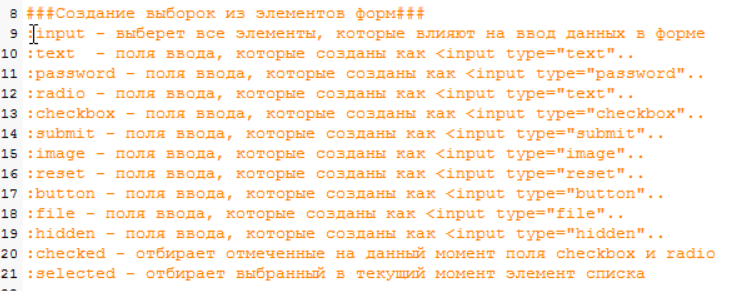 8 ###Создание выборок из элементов форм###
9 :input - выберет все элементы, которые влияют на ввод данных в форме
10 :text  - поля ввода, которые созданы как <input type="text"..
11 :password - поля ввода, которые созданы как <input type="password"..
12 :radio - поля ввода, которые созданы как <input type="text"..
13 :checkbox - поля ввода, которые созданы как <input type="checkbox"..
14 :submit - поля ввода, которые созданы как <input type="submit"..
15 :image - поля ввода, которые созданы как <input type="image"..
16 :reset - поля ввода, которые созданы как <input type="reset"..
17 :button - поля ввода, которые созданы как <input type="button"..
18 :file - поля ввода, которые созданы как <input type="file"..
19 :hidden - поля ввода, которые созданы как <input type="hidden"..
20 :checked - отбирает отмеченные на данный момент поля checkbox и radio
21 :selected - отбирает выбранный в текущий момент элемент списка